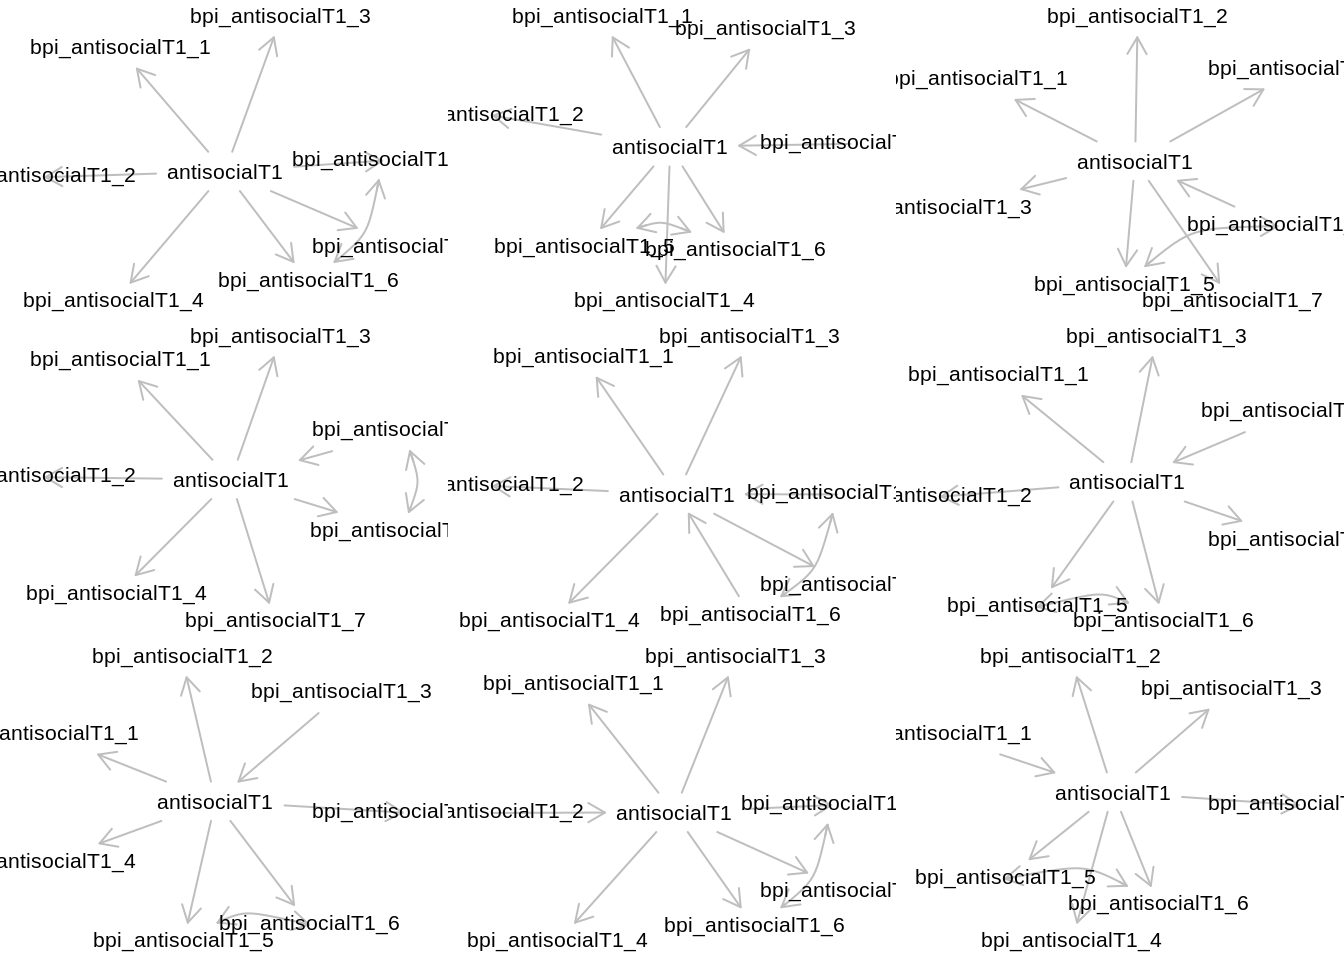 bpi_antisocialT1_3
bpi_antisocialT1_1
bpi_antisocialT1
antisocialT1_2
antisocialT1
bpi_antisocialT
bpi_antisocialT1_6
bpi_antisocialT1_4
bpi_antisocialT1_1
bpi_antisocialT1_3
antisocialT1_2
antisocialT1
bpi_antisocialT
bpi_antisocialT1_5
bpi_antisocialT1_6
bpi_antisocialT1_4
bpi_antisocialT1_2
bpi_antisocialT
bpi_antisocialT1_1
antisocialT1
antisocialT1_3
bpi_antisocialT1_
bpi_antisocialT1_5
bpi_antisocialT1_7
bpi_antisocialT1_3
bpi_antisocialT1_1
bpi_antisocialT
antisocialT1_2
antisocialT1
bpi_antisocialT
bpi_antisocialT1_4
bpi_antisocialT1_7
bpi_antisocialT1_3
bpi_antisocialT1_1
antisocialT1_2
antisocialT1
bpi_antisocialT1
bpi_antisocialT
bpi_antisocialT1_6
bpi_antisocialT1_4
bpi_antisocialT1_3
bpi_antisocialT1_1
bpi_antisocialT
antisocialT1
antisocialT1_2
bpi_antisocialT
bpi_antisocialT1_5
bpi_antisocialT1_6
bpi_antisocialT1_2
bpi_antisocialT1_3
antisocialT1_1
antisocialT1
bpi_antisocialT
antisocialT1_4
bpi_antisocialT1_6
bpi_antisocialT1_5
bpi_antisocialT1_3
bpi_antisocialT1_1
bpi_antisocialT1
antisocialT1_2
antisocialT1
bpi_antisocialT
bpi_antisocialT1_6
bpi_antisocialT1_4
bpi_antisocialT1_2
bpi_antisocialT1_3
antisocialT1_1
antisocialT1
bpi_antisocialT
bpi_antisocialT1_5
bpi_antisocialT1_6
bpi_antisocialT1_4